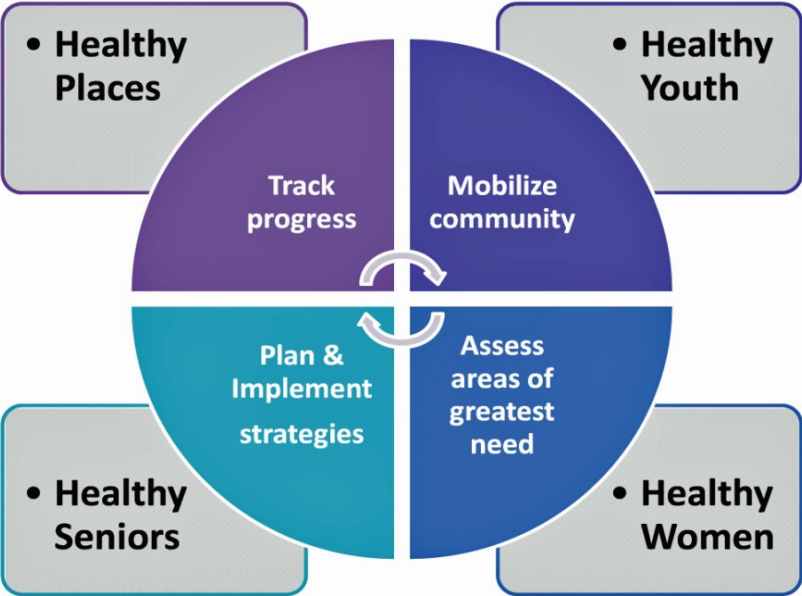 • Healthy
Places
• Healthy
Youth
Track
progress
Mobilize
community
Plan &
Implement
strategies
Assess
areas of
greatest
need
• Healthy
Seniors
• Healthy
Women